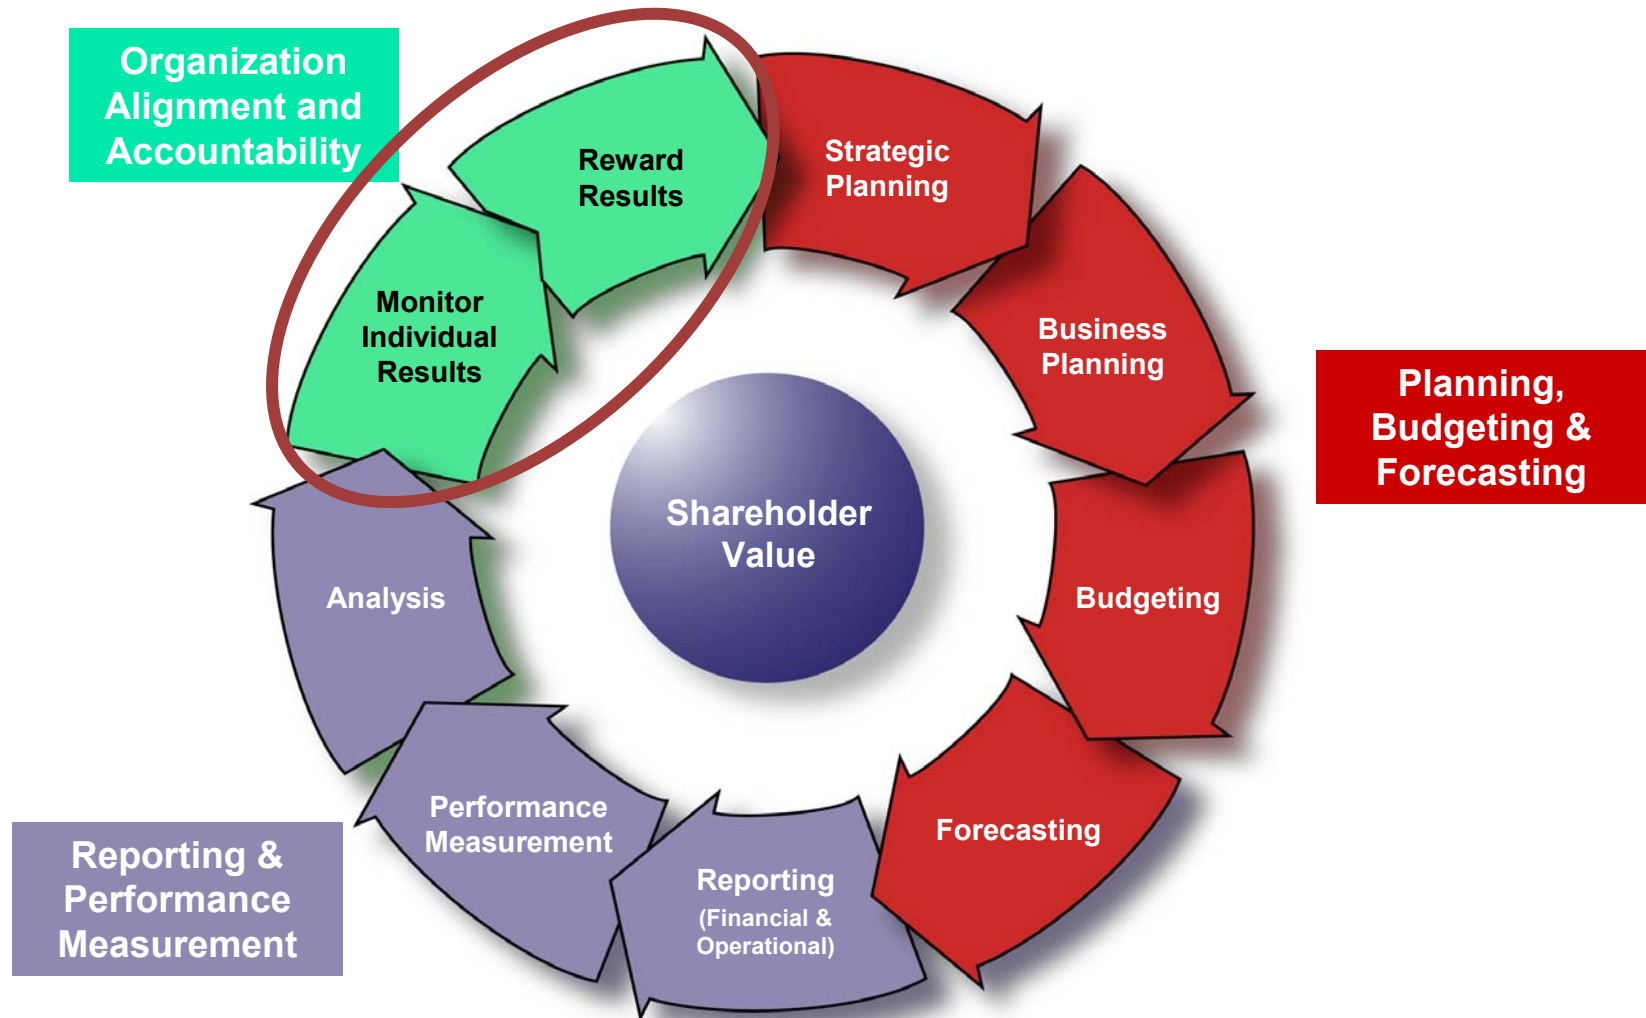 Organization
Alignment and
Accountability
Reward
Results
Strategic
Planning
Monitor
Individual
Results
Business
Planning
Planning,
Budgeting &
Forecasting
Shareholder
Value
Analysis
Budgeting
Performance
Measurement
Forecasting
Reporting &
Performance
Measurement
Reporting
(Financial &
Operational)